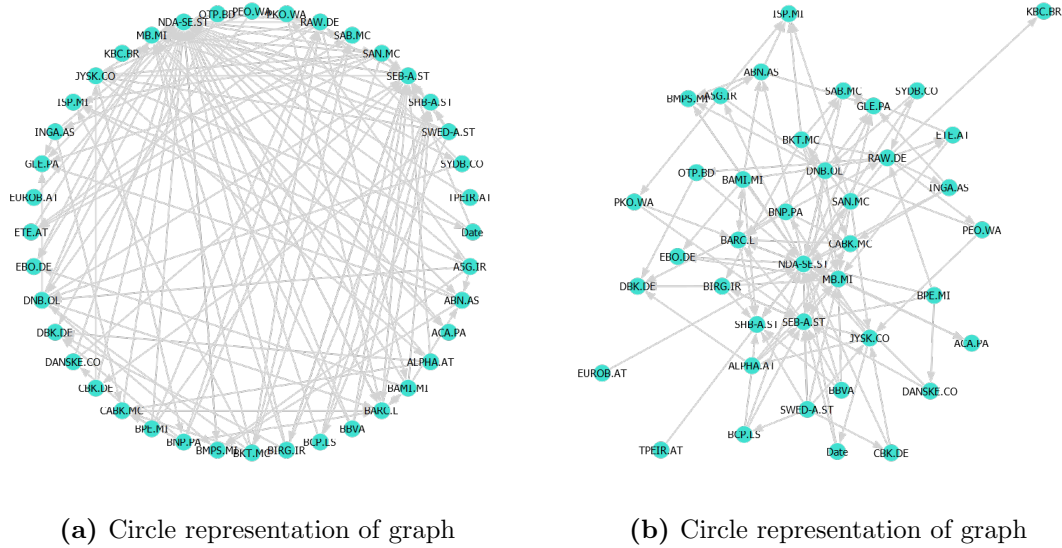 NDA-SE.ST OTP.BD PEO.WA PKO.WA RAW.DE
MB.MI SAB.MC
KBC.BR SAN.MC
JYSK.CO SEB-A.ST
ISP.MI SHB-A.ST
INGA.AS SWED-A.ST
GLE.PA SYDB.CO
EUROB.AT TPEIR.AT
ETE.AT Date
EBO.DE ASG.IR
DNB.OL ABN.AS
DBK.DE ACA.PA
DANSKE.CO ALPHA.AT
CBK.DE BAMI.MI
CABK.MC BARC.L
BPE.MI BBVA
BNP.PA BCP.LS
BMPS.MI BKT.MC BIRG.IR
(a) Circle representation of graph
ISP.MI KBC.BR
ABN.AS
BMPS.MI ASG.IR SAB.MC SYDB.CO
GLE.PA
BKT.MC ETE.AT
RAW.DE
OTP.BD BAMI.MI DNB.OL
INGA.AS
PKO.WA BNP.PA SAN.MC
PEO.WA
BARC.L CABK.MC
EBO.DE NDA-SE.ST
DBK.DE BIRG.IR MB.MI
BPE.MI
SHB-A.ST SEB-A.ST
JYSK.CO ACA.PA
EUROB.AT ALPHA.AT
BBVA DANSKE.CO
SWED-A.ST
BCP.LS
TPEIR.AT Date CBK.DE
(b) Circle representation of graph